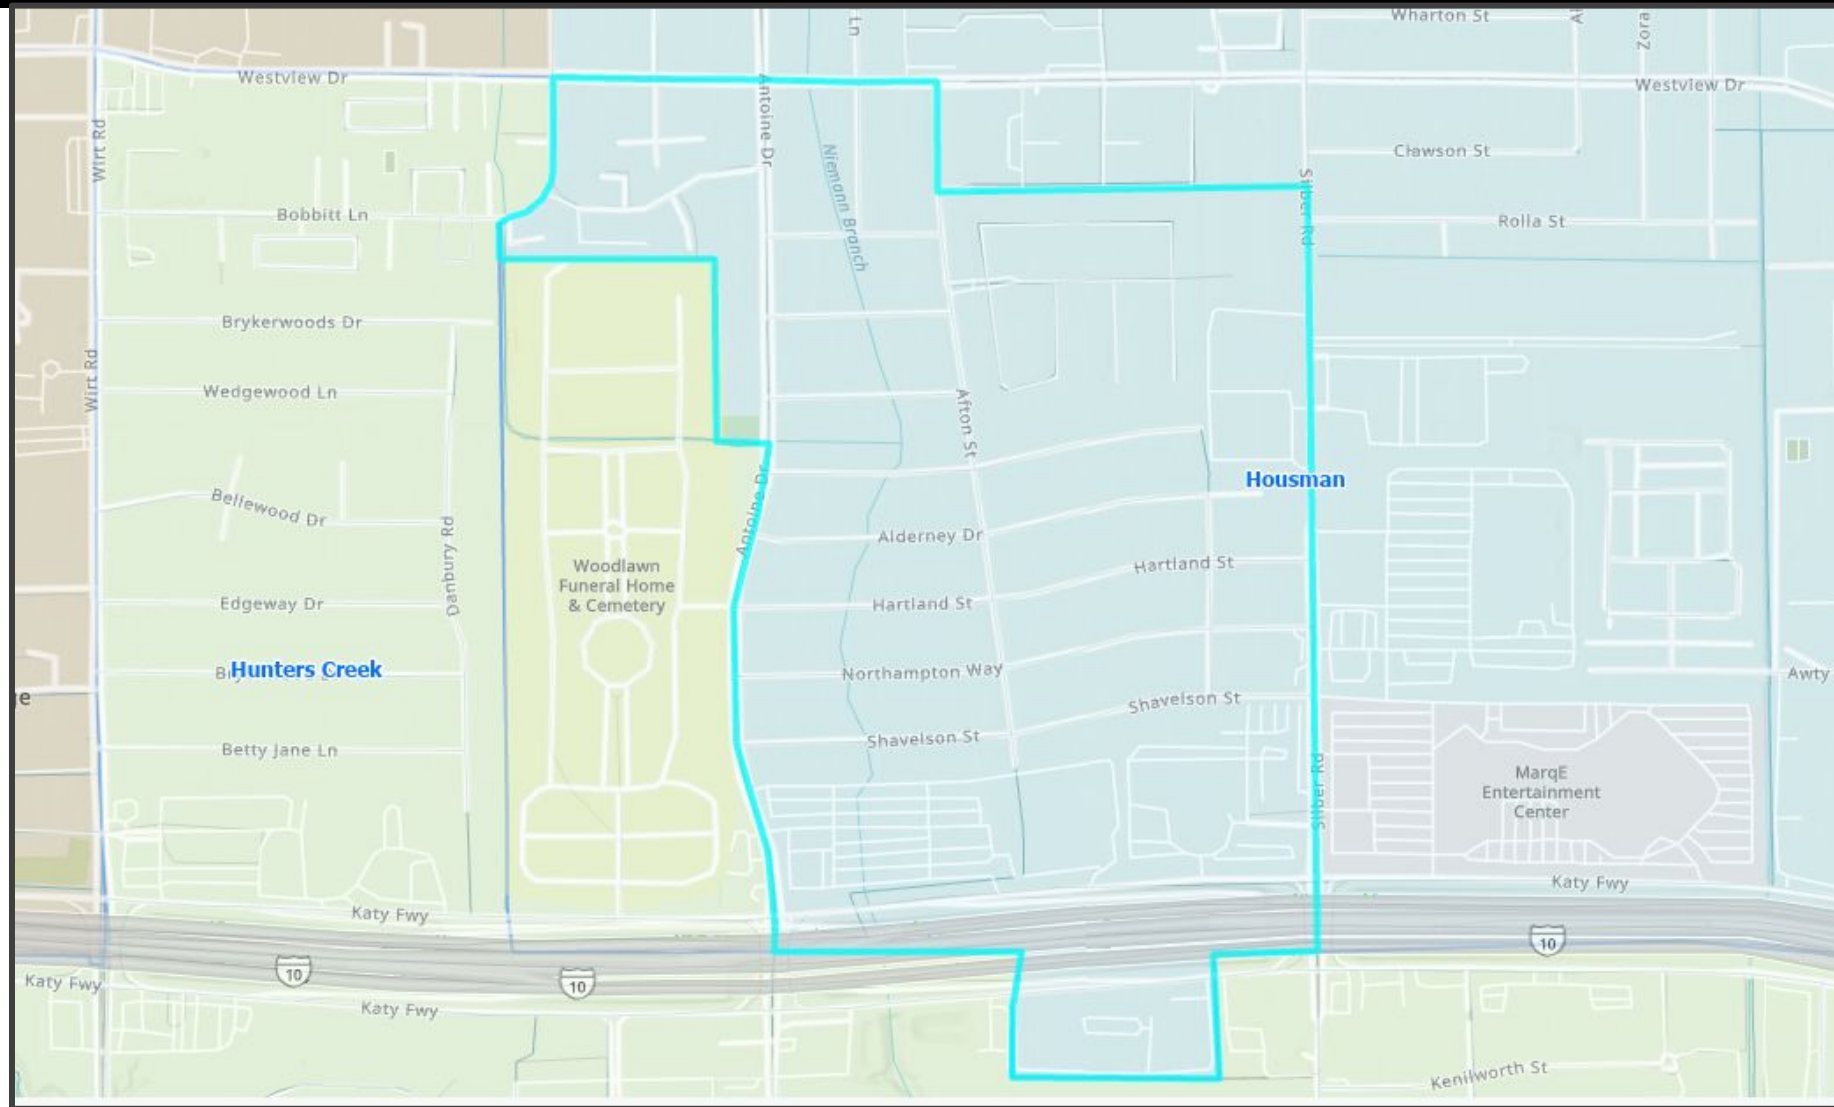 Wharton St
Ln
Zora
Westview Dr
Westview Dr
Antoine Dr
Wirt Rd
Clawson St
Niemann Branch
Silber Rd
Bobbitt Ln
Rolla St
Brykerwoods Dr
Wirt Rd
Wedgewood Ln
Afton St
Housman
Bellewood Dr
Antoine Dr
Danbury Rd
Alderney Dr
Woodlawn
Funeral Home
& Cemetery
Hartland St
Edgeway Dr
Hartland St
Hunters Creek
Northampton Way
Awty
Shavelson St
Betty Jane Ln
Shavelson St
Silber Rd
MarqE
Entertainment
Center
Katy Fwy
Katy Fwy
10
10
10
Katy Fwy
Katy Fwy
Kenilworth St